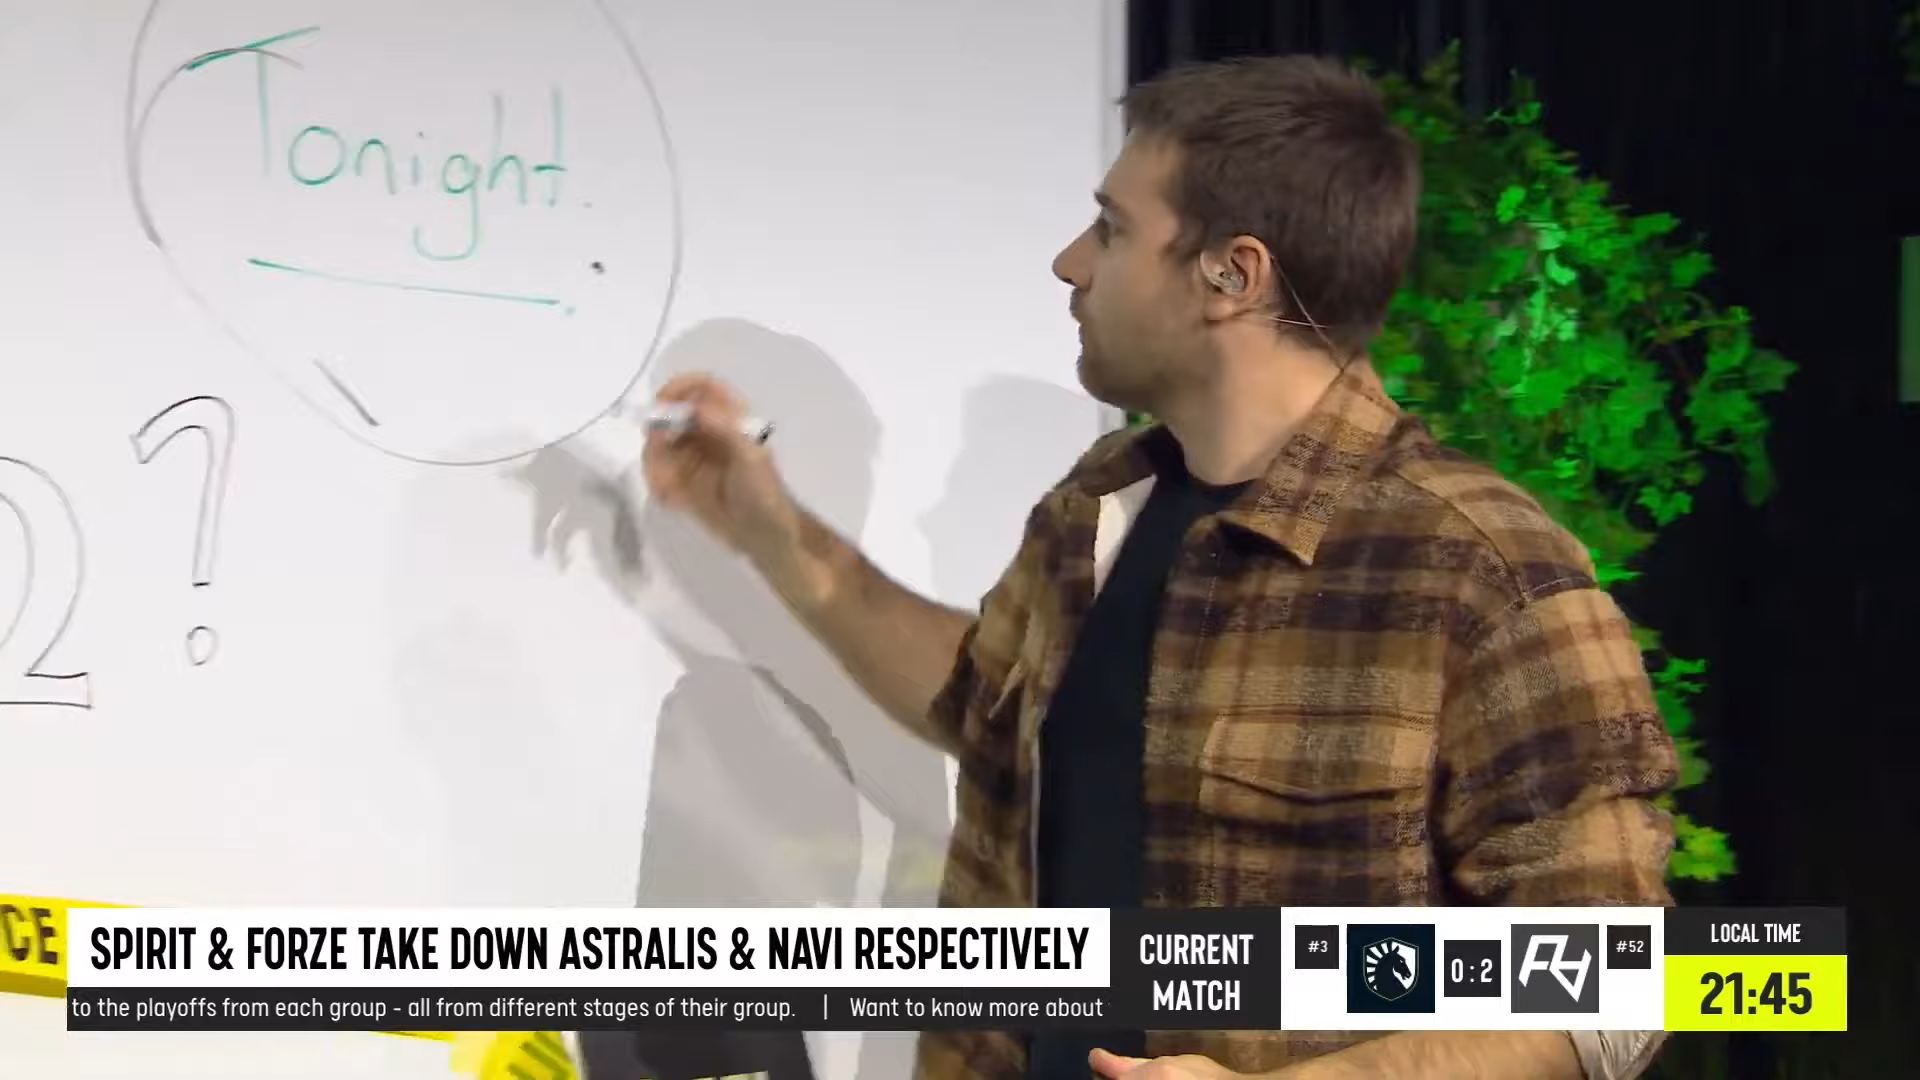 Tonight.
2?
CE
SPIRIT & FORZE TAKE DOWN ASTRALIS & NAVI RESPECTIVELY
to the playoffs from each group - all from different stages of their group. | Want to know more about
CURRENT
MATCH
#3
0:2
#52
LOCAL TIME
21:45